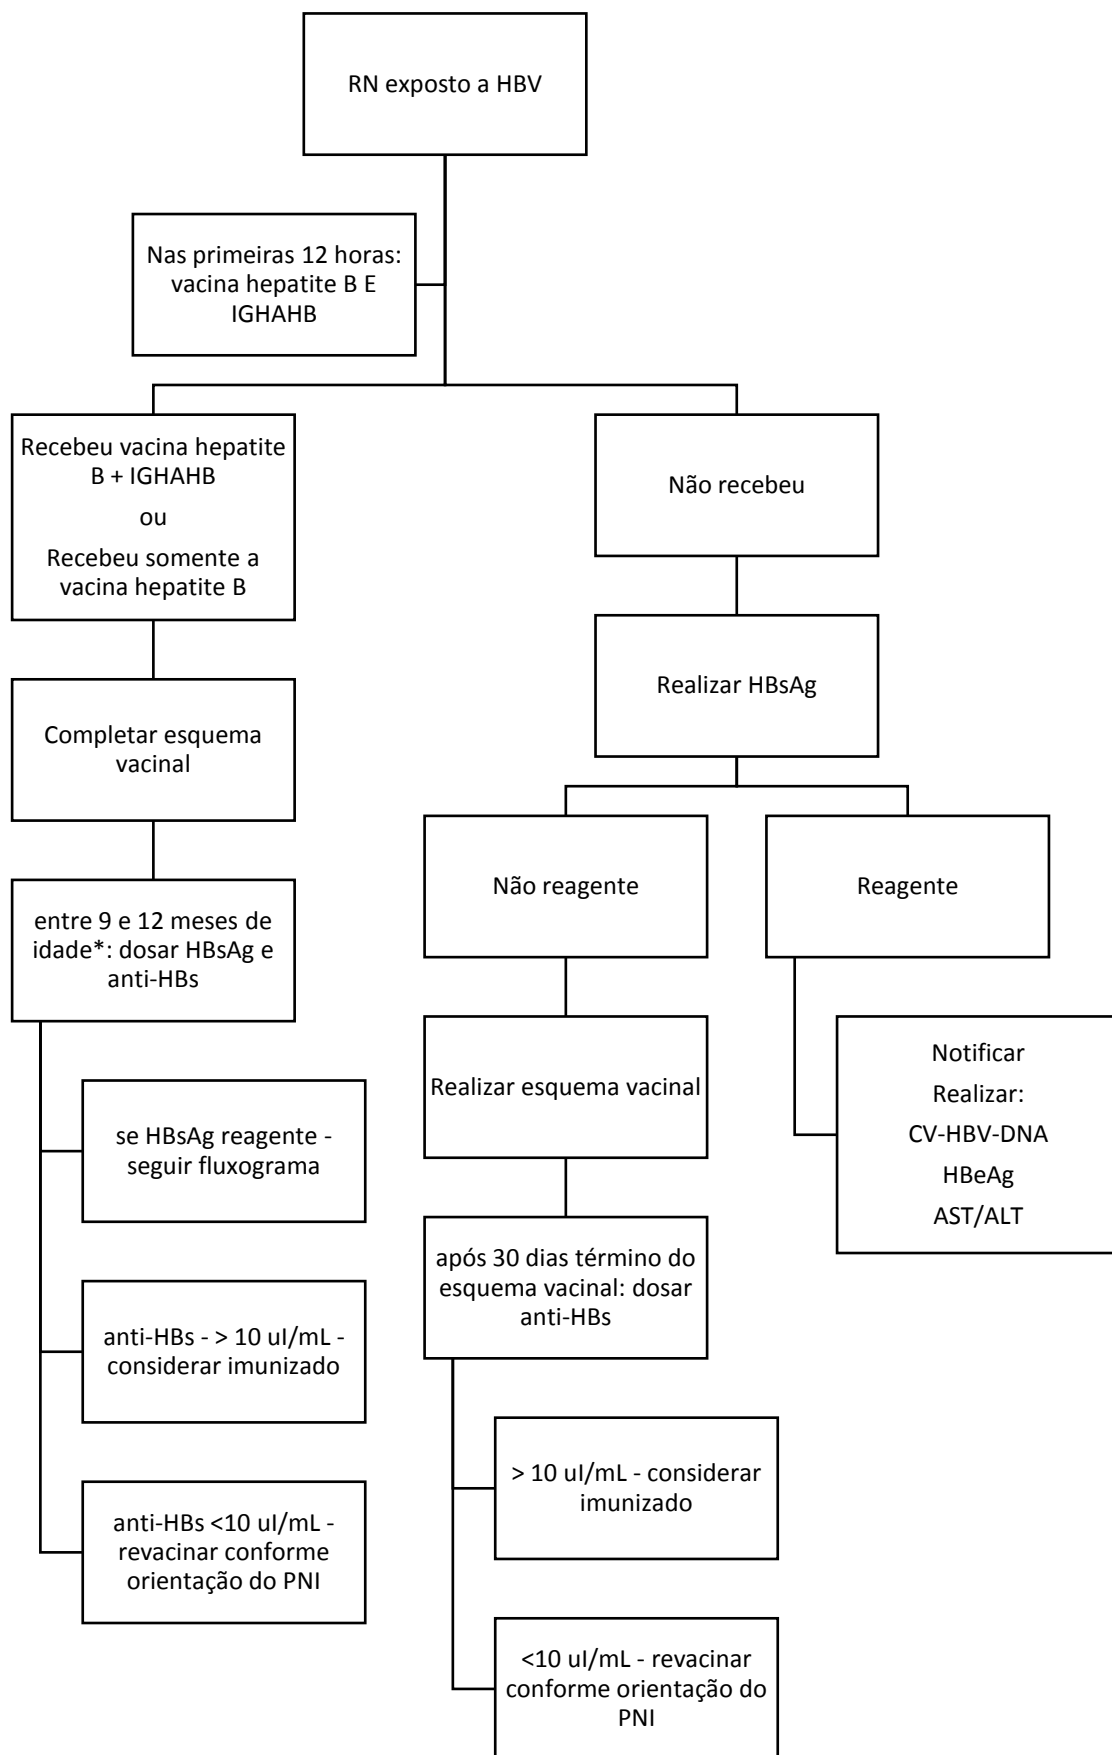 RN exposto a HBV
Nas primeiras 12 horas:
vacina hepatite B E
IGHAHB
Recebeu vacina hepatite
B + IGHAHB
ou
Recebeu somente a
vacina hepatite B
Não recebeu
Realizar HBsAg
Completar esquema
vacinal
Não reagente
Reagente
entre 9 e 12 meses de
idade*: dosar HBsAg e
anti-HBs
Notificar
Realizar:
CV-HBV-DNA
HBeAg
AST/ALT
Realizar esquema vacinal
se HBsAg reagente -
seguir fluxograma
após 30 dias término do
esquema vacinal: dosar
anti-HBs
anti-HBs - > 10 uI/mL -
considerar imunizado
> 10 uI/mL - considerar
imunizado
anti-HBs <10 uI/mL -
revacinar conforme
orientação do PNI
<10 uI/mL - revacinar
conforme orientação do
PNI